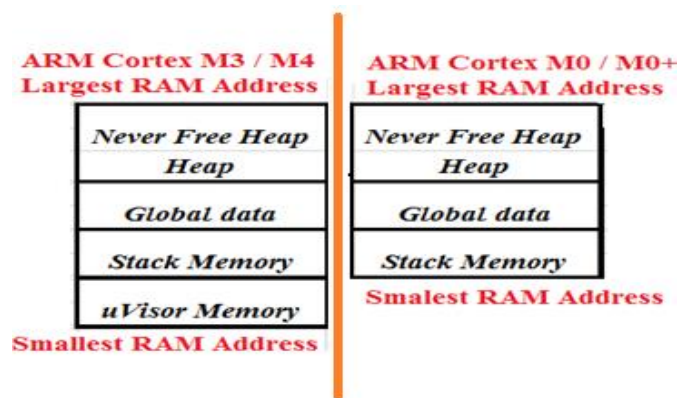 ARM Cortex M3 / M4
Largest RAM Address
Never Free Heap
Heap
Global data
Stack Memory
uVisor Memory
Smallest RAM Address
ARM Cortex M0 / M0+
Largest RAM Address
Never Free Heap
Heap
Global data
Stack Memory
Smalest RAM Address